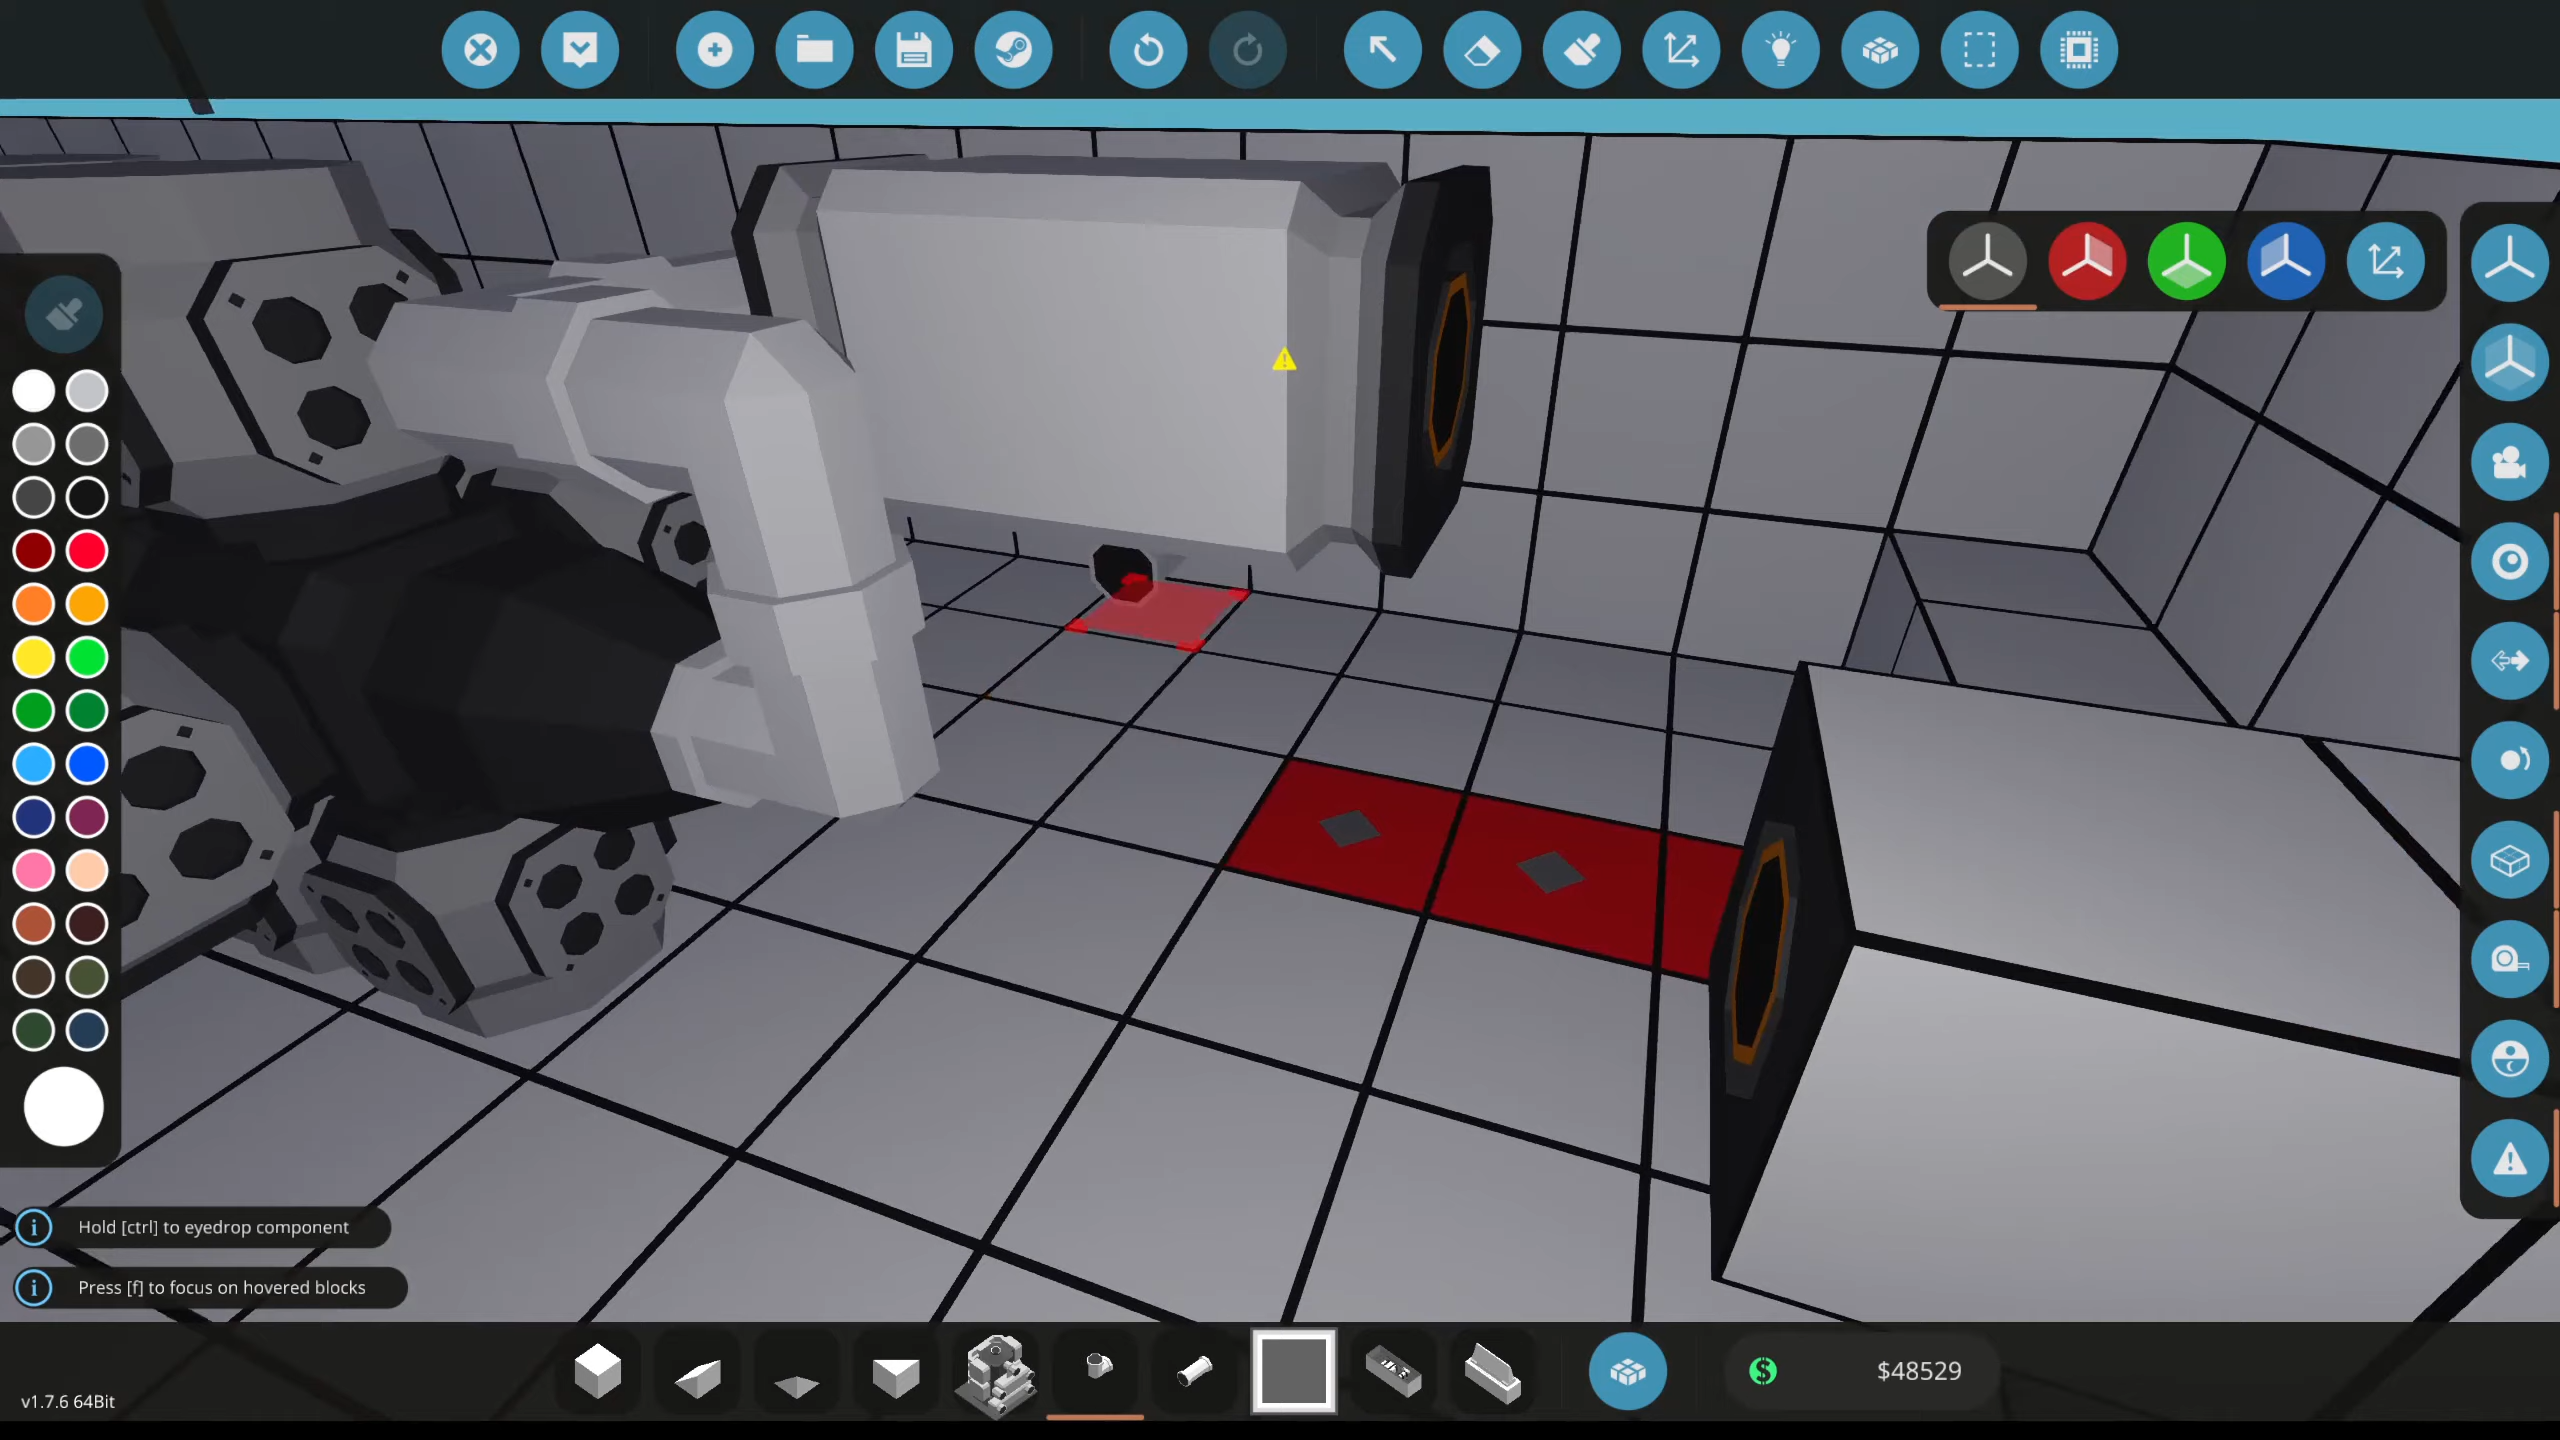 Hold [ctrl] to eyedrop component
Press [f] to focus on hovered blocks
$48529
v1.7.6 64Bit